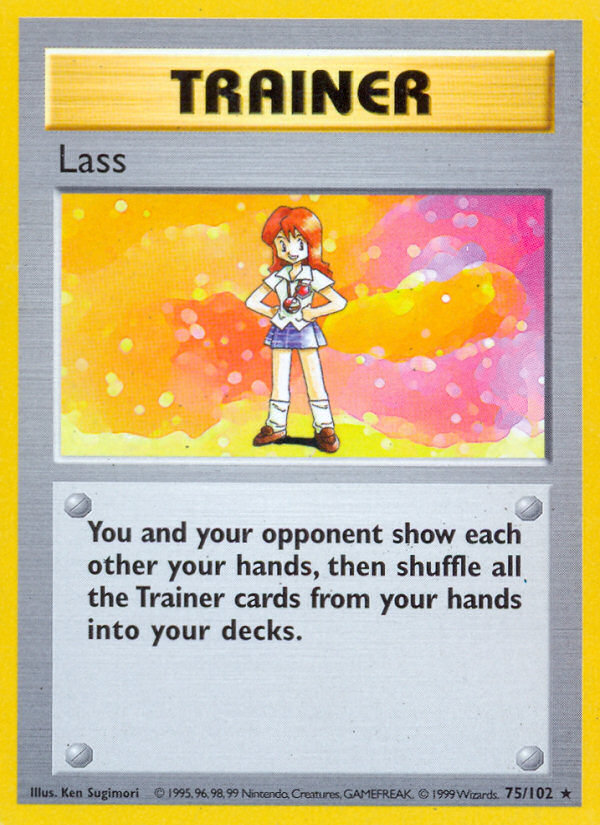 TRAINER
Lass
You and your opponent show each
other your hands, then shuffle all
the Trainer cards from your hands
into your decks.
Illus. Ken Sugimori © 1995, 96, 98, 99 Nintendo, Creatures, GAMEFREAK. © 1999 Wizards. 75/102 ★